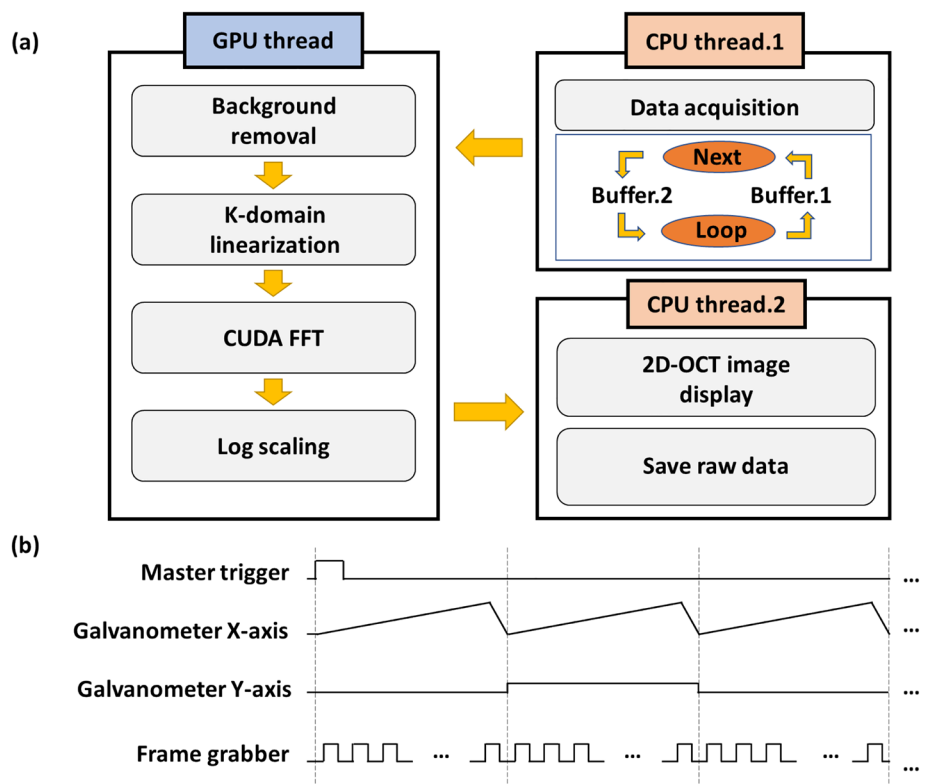 (a)
GPU thread
Background
removal
K-domain
linearization
CUDA FFT
Log scaling
CPU thread.1
Data acquisition
Next
Buffer.2
Buffer.1
Loop
CPU thread.2
2D-OCT image
display
Save raw data
(b)
Master trigger
...
Galvanometer X-axis
...
Galvanometer Y-axis
...
Frame grabber
... ... ... ...